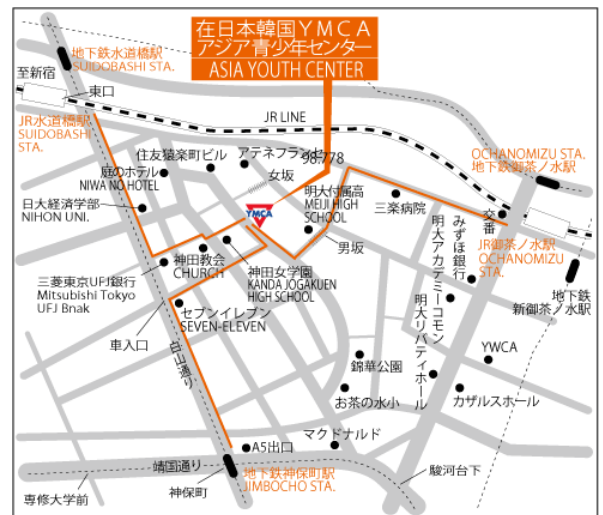 在日本韓国YMCA
アジア青少年センター
ASIA YOUTH CENTER
地下鉄水道橋駅
SUIDOBASHI STA.
至新宿
東口
JR水道橋駅
SUIDOBASHI
STA.
JR LINE
住友猿楽町ビル
アテネフランセ
98.778
庭のホテル
NIWA NO HOTEL
女坂
明大付属高
MEIJI HIGH
SCHOOL
OCHANOMIZU STA.
地下鉄御茶ノ水駅
三楽病院
交番
日大経済学部
NIHON UNI.
YMCA
男坂
みずほ銀行
明大アカデミーコモン
明大リバティホール
JR御茶ノ水駅
OCHANOMIZU
STA.
神田教会
CHURCH
神田女学園
KANDA JOGAKUEN
HIGH SCHOOL
三菱東京UFJ銀行
Mitsubishi Tokyo
UFJ Bnak
地下鉄
新御茶ノ水駅
セブンイレブン
SEVEN-ELEVEN
車入口
白山通り
錦華公園
YWCA
お茶の水小
カザルスホール
マクドナルド
A5出口
靖国通り
地下鉄神保町駅
JIMBOCHO STA.
駿河台下
専修大学前
神保町